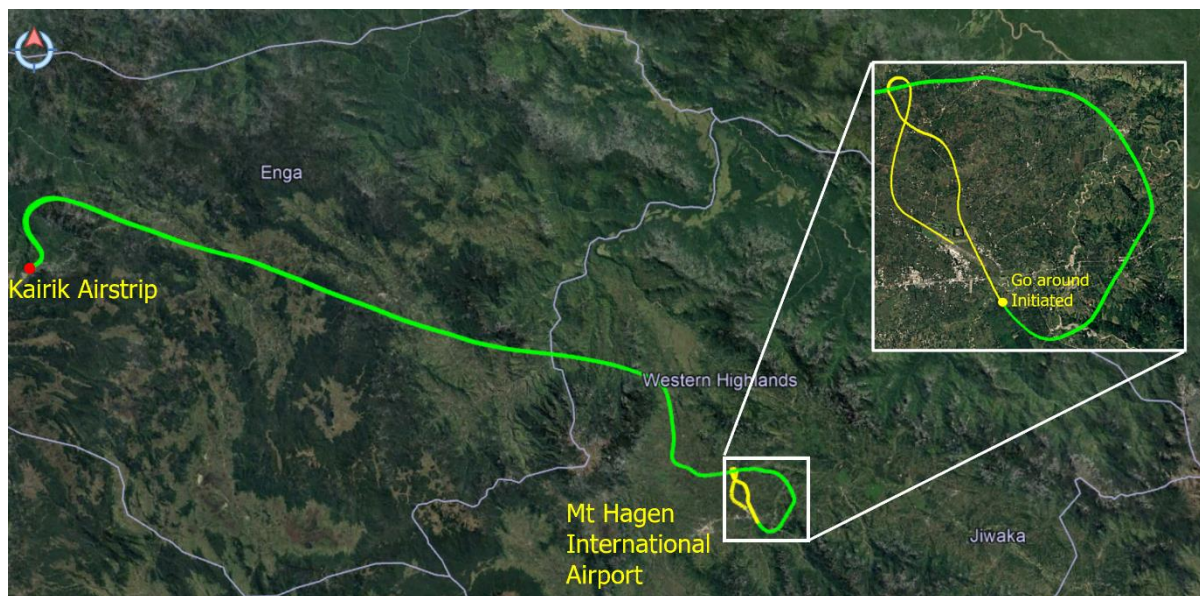 Enga
Kairik Airstrip
Western Highlands
Go around
Initiated
Mt Hagen
International
Airport
Jiwaka